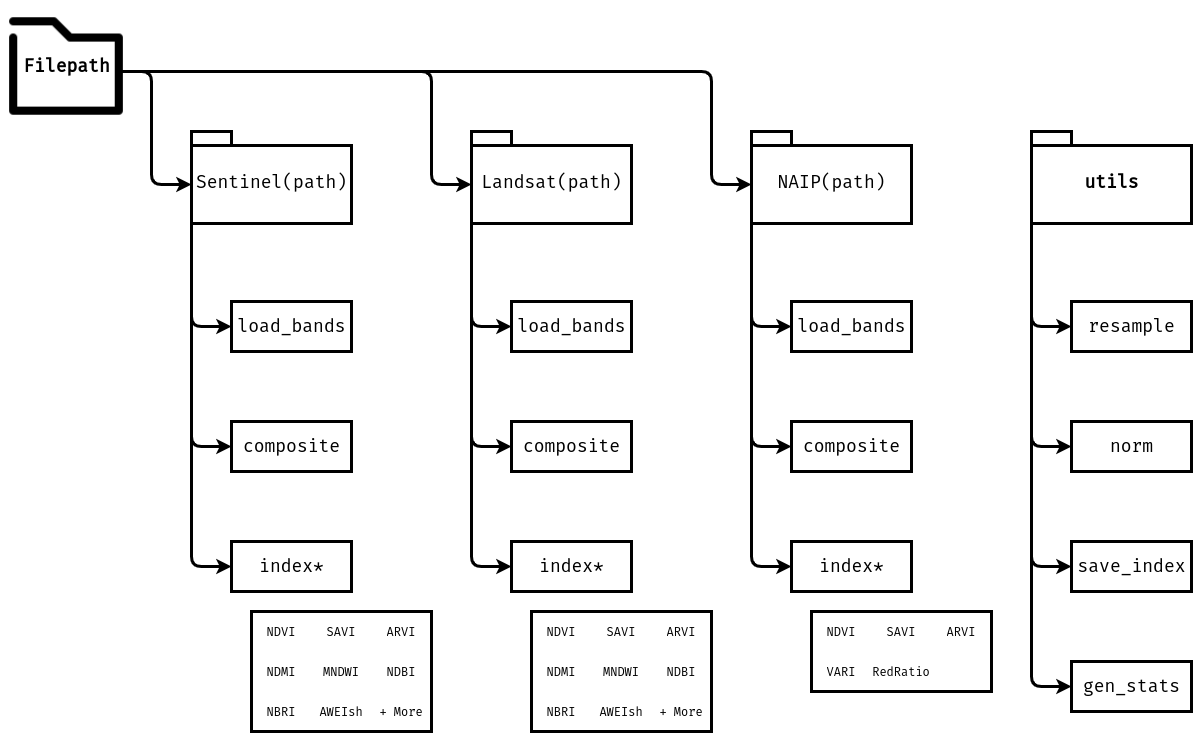 Filepath
Sentinel(path)
Landsat(path)
NAIP(path)
utils
load_bands
load_bands
load_bands
resample
composite
composite
composite
norm
index*
index*
index*
save_index
NDVI SAVI ARVI
NDMI MNDWI NDBI
NBRI AWEIsh + More
NDVI SAVI ARVI
NDMI MNDWI NDBI
NBRI AWEIsh + More
NDVI SAVI ARVI
VARI RedRatio
gen_stats